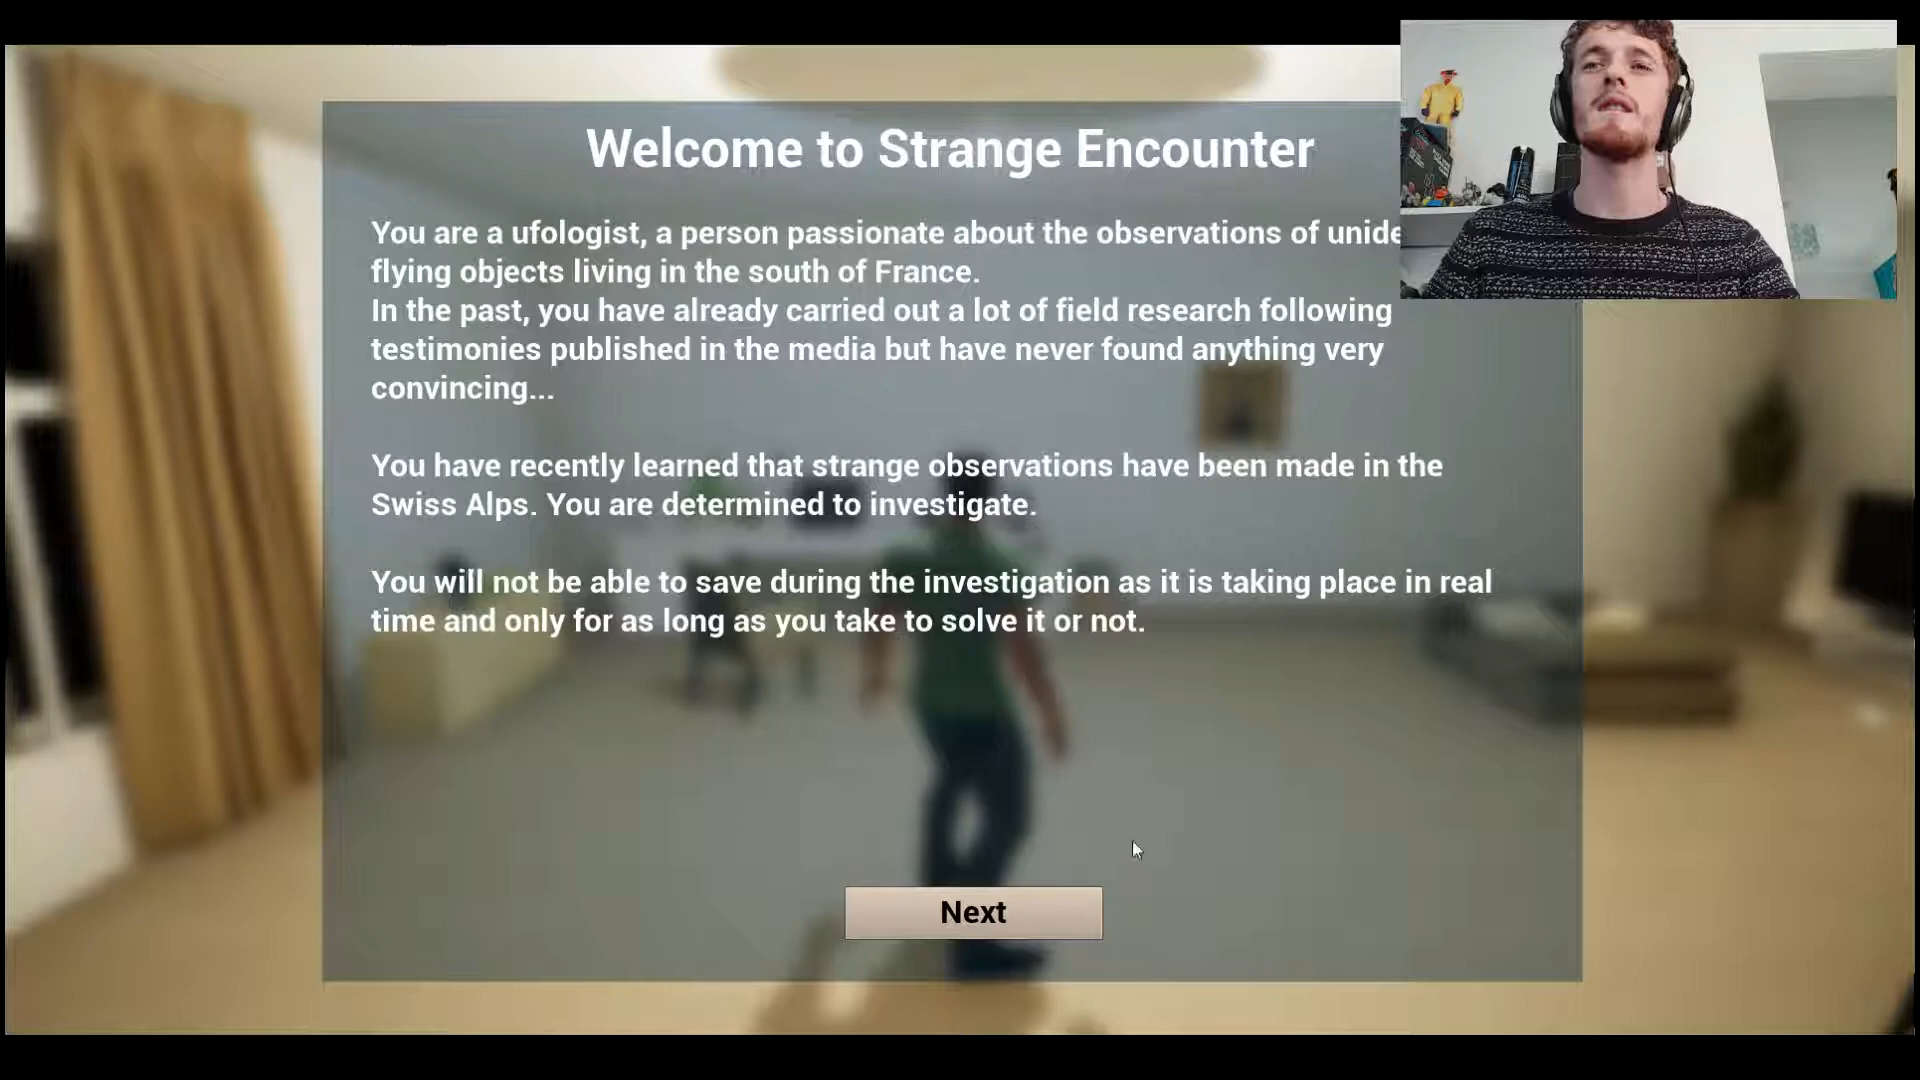 Welcome to Strange Encounter
You are a ufologist, a person passionate about the observations of
flying objects living in the south of France.
In the past, you have already carried out a lot of field research following
testimonies published in the media but have never found anything very
convincing...
You have recently learned that strange observations have been made in the
Swiss Alps. You are determined to investigate.
You will not be able to save during the investigation as it is taking place in real
time and only for as long as you take to solve it or not.
Next